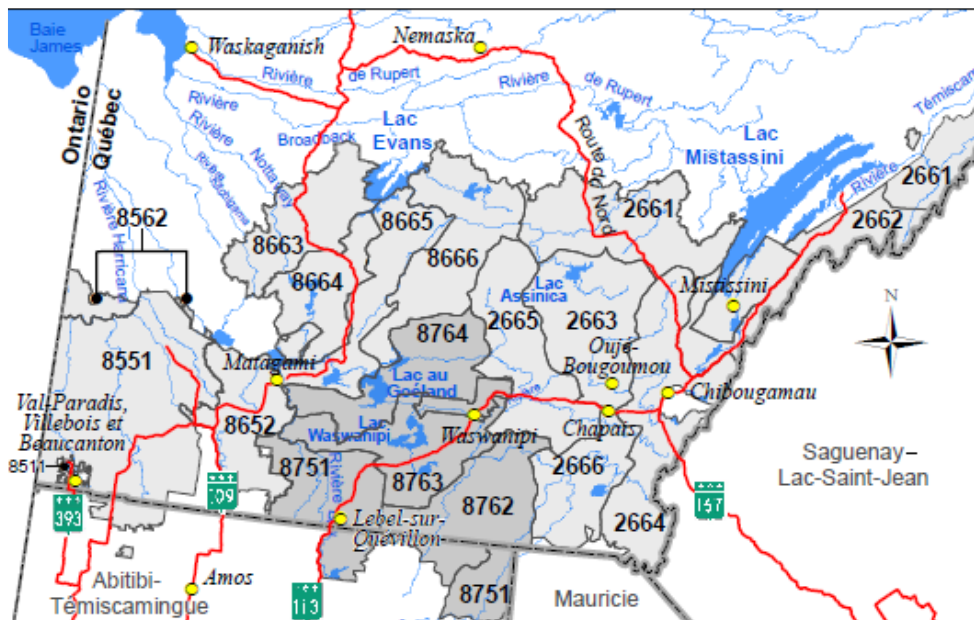 Baie
James
Waskaganish
Nemaska
Rivière
de Rupert
Rivière
de Rupert
Témiscam
Ontario
Québec
Rivière
Rivière
Broadback
Nottaway
Lac
Evans
Route du Nord
Lac
Mistassini
Rivière
Rivière Harricana
8562
8663
8664
8665
8666
2661
2661
2662
Lac
Assinica
2665
2663
Mistissini
8764
Oujé-
Bougoumou
N
8551
Matagami
Lac au
Goéland
Chibougamau
Val-Paradis,
Villebois et
Beaucanton
8652
Lac
Waswanipi
Waswanipi
Chapais
Saguenay–
Lac-Saint-Jean
8511
8751
Rivière
8763
2666
8762
2664
393
109
167
Lebel-sur-
Quévillon
Abitibi-
Témiscamingue
Amos
113
8751
Mauricie